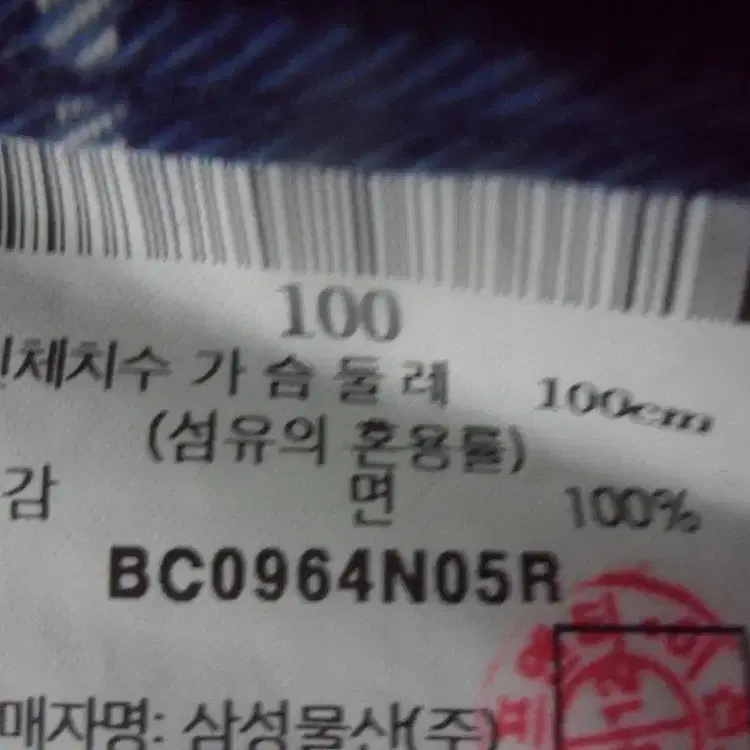 100
인체치수 가슴둘레 100cm
(섬유의 혼용률)
감 면 100%
BC0964N05R
매자명: 삼성물산(주)